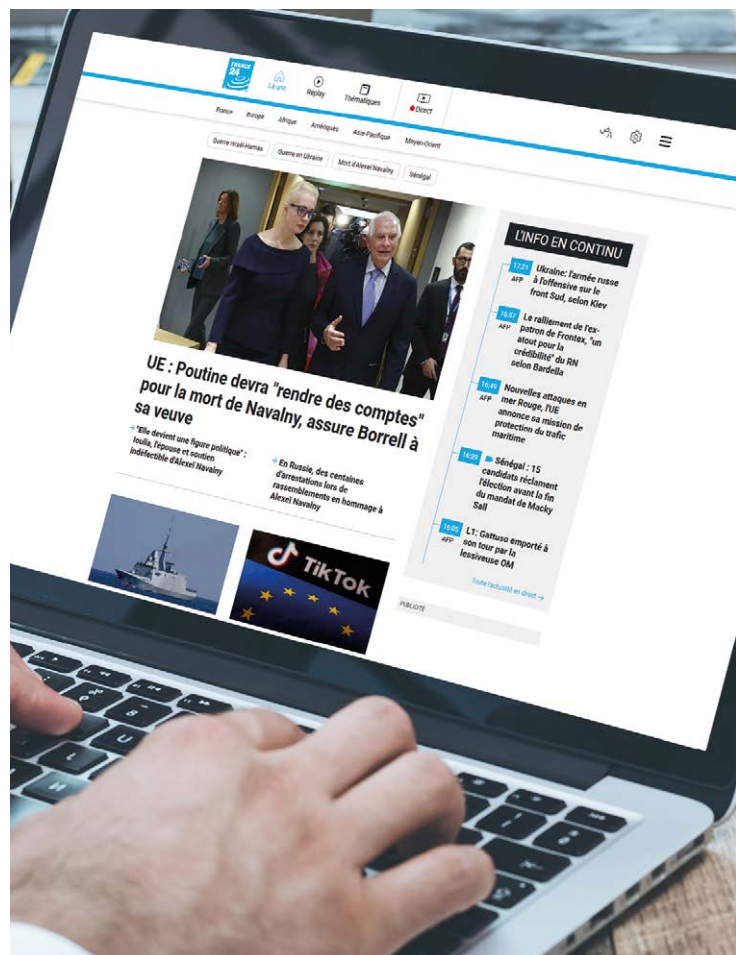 FRANCE
24
La une
Replay
Thématiques
Direct
France Europe Afrique Amériques Asie-Pacifique Moyen-Orient
Guerre Israël-Hamas Guerre en Ukraine Mort d'Alexeï Navalny Sénégal
UE : Poutine devra "rendre des comptes"
pour la mort de Navalny, assure Borrell à
sa veuve
→ "Elle devient une figure politique" :
Ioulia, l'épouse et soutien
indéfectible d'Alexeï Navalny
→ En Russie, des centaines
d'arrestations lors de
rassemblements en hommage à
Alexeï Navalny
TikTok
L'INFO EN CONTINU
17:21
AFP
Ukraine: l'armée russe
à l'offensive sur le
front Sud, selon Kiev
16:57
AFP
Le ralliement de l'ex-
patron de Frontex, "un
atout pour la
crédibilité" du RN
selon Bardella
16:49
AFP
Nouvelles attaques en
mer Rouge, l'UE
annonce sa mission de
protection du trafic
maritime
16:29
Sénégal : 15
candidats réclament
l'élection avant la fin
du mandat de Macky
Sall
16:05
AFP
L1: Gattuso emporté à
son tour par la
lessiveuse OM
Toute l'actualité en direct →
PUBLICITÉ